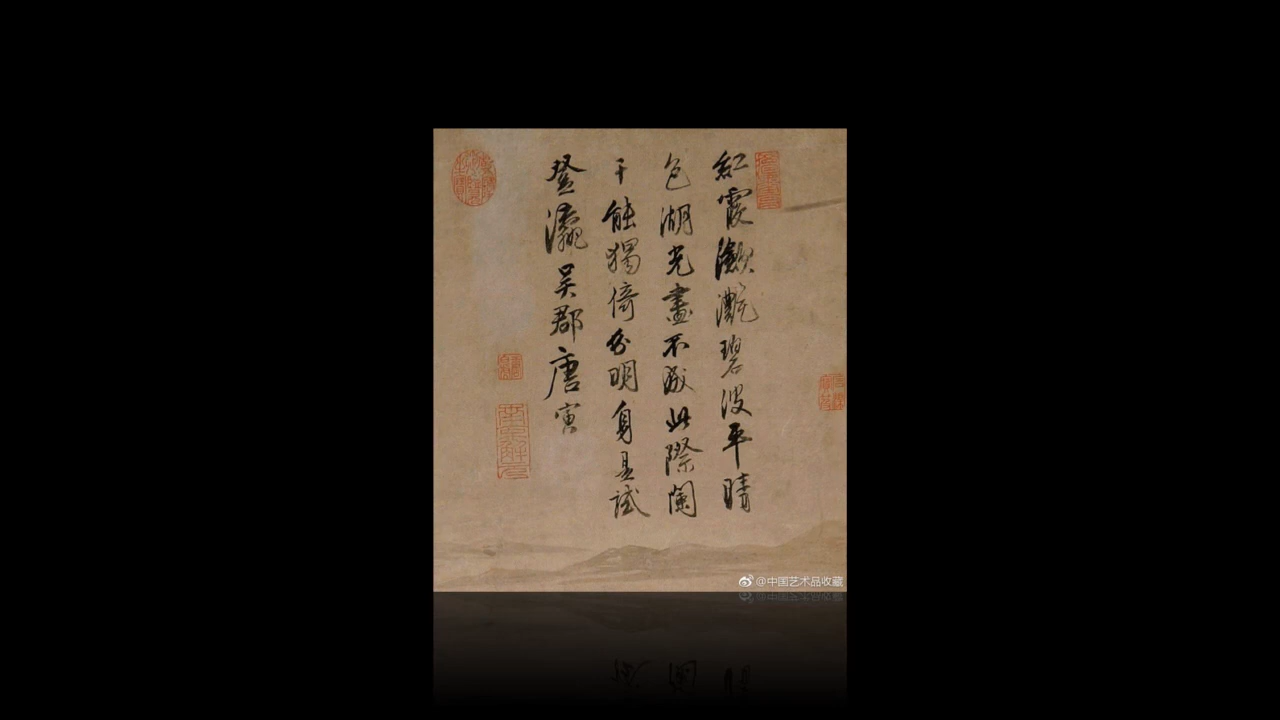 紅霞瀲灧碧波平晴
色湖光畫不成此際闌
干能獨倚分明身是試
登瀛吳郡唐寅
@中国艺术品收藏